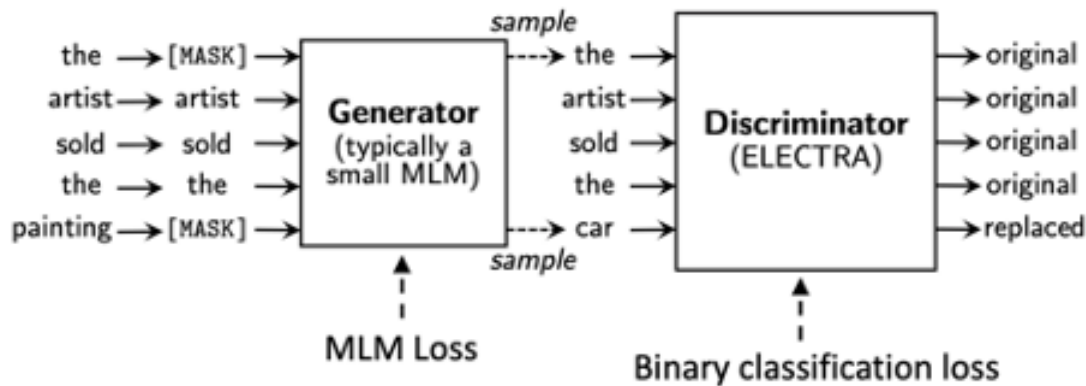 sample
the [MASK] the original
artist artist artist original
sold sold sold original
the the the original
painting [MASK] car replaced
Generator
(typically a
small MLM)
Discriminator
(ELECTRA)
sample
MLM Loss
Binary classification loss